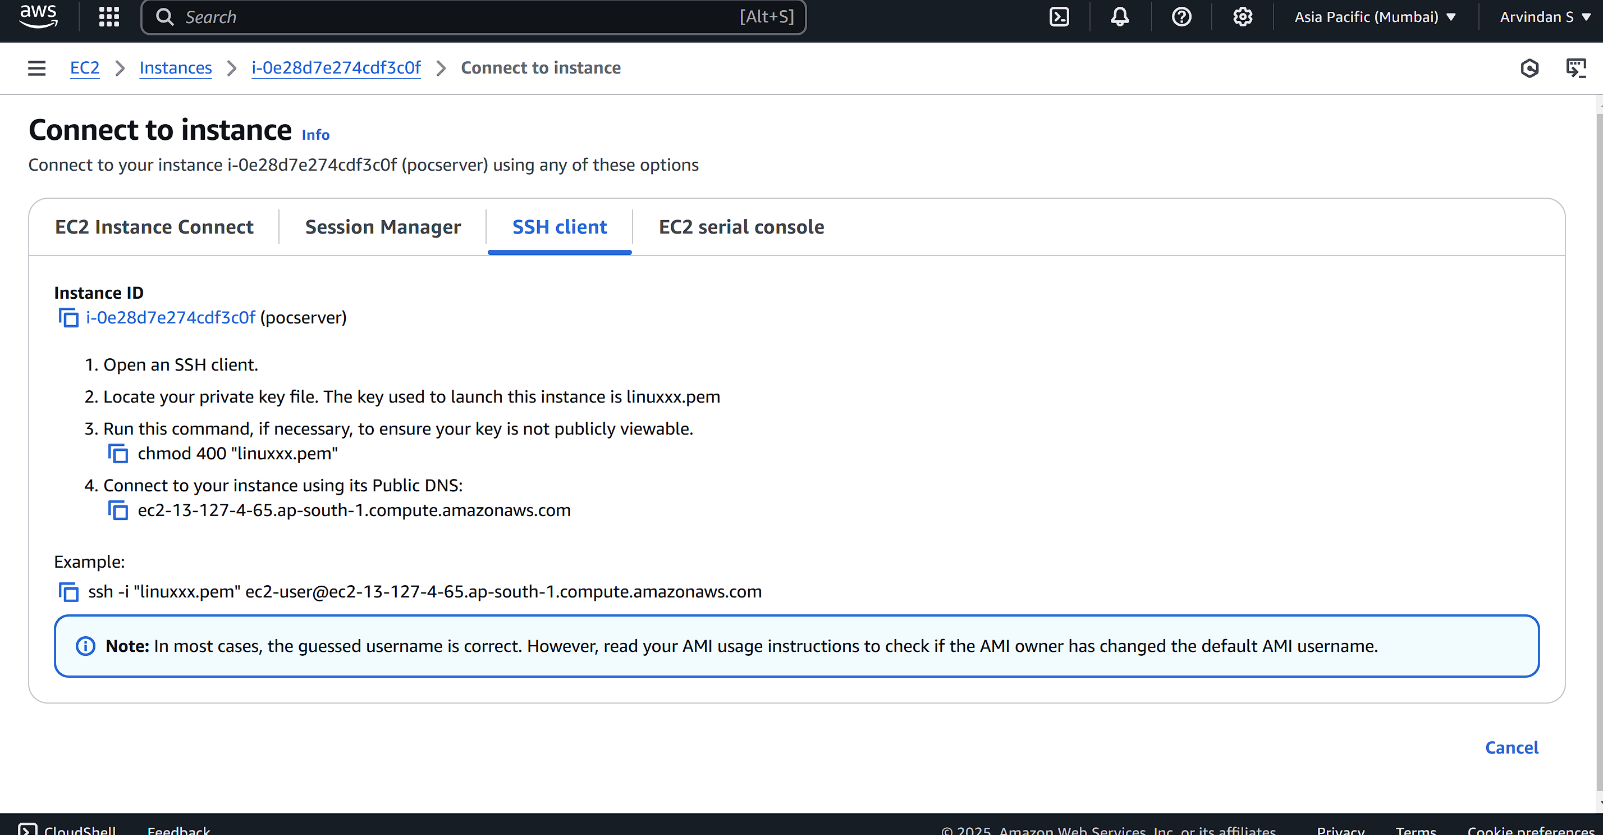 aws
Search [Alt+S]
Asia Pacific (Mumbai) Arvindan S
EC2 Instances i-0e28d7e274cdf3c0f Connect to instance
Connect to instance Info
Connect to your instance i-0e28d7e274cdf3c0f (pocserver) using any of these options
EC2 Instance Connect Session Manager SSH client EC2 serial console
Instance ID
i-0e28d7e274cdf3c0f (pocserver)
1. Open an SSH client.
2. Locate your private key file. The key used to launch this instance is linuxxx.pem
3. Run this command, if necessary, to ensure your key is not publicly viewable.
chmod 400 "linuxxx.pem"
4. Connect to your instance using its Public DNS:
ec2-13-127-4-65.ap-south-1.compute.amazonaws.com
Example:
ssh -i "linuxxx.pem" ec2-user@ec2-13-127-4-65.ap-south-1.compute.amazonaws.com
Note: In most cases, the guessed username is correct. However, read your AMI usage instructions to check if the AMI owner has changed the default AMI username.
Cancel
CloudShell Feedback © 2025, Amazon Web Services, Inc. or its affiliates. Privacy Terms Cookie preferences